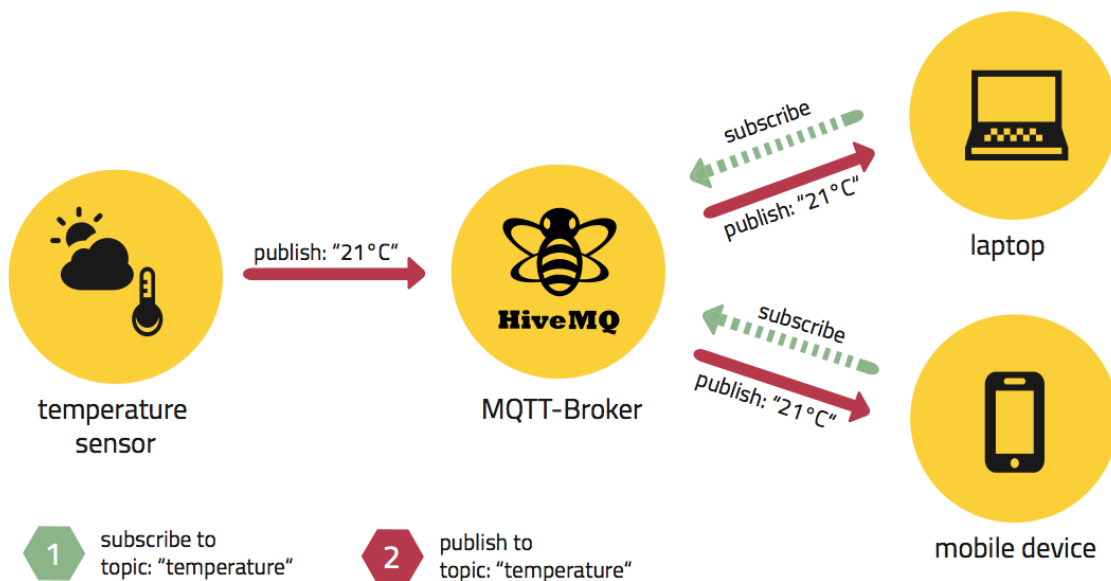 subscribe
publish: “21°C“
laptop
publish: “21°C“
HiveMQ
temperature
sensor
MQTT-Broker
subscribe
publish: “21°C“
mobile device
1
subscribe to
topic: “temperature“
2
publish to
topic: “temperature“